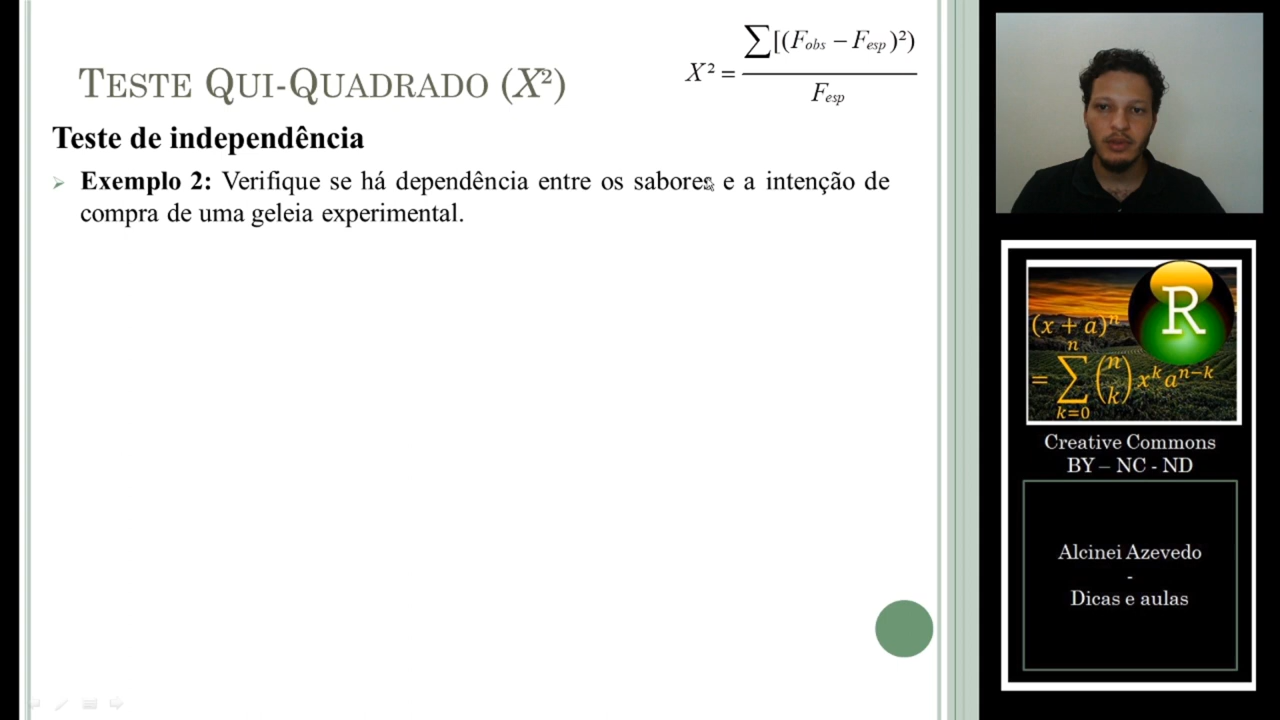 TESTE QUI-QUADRADO (X²)
X² = ∑[(Fobs − Fesp)²) / Fesp
Teste de independência
Exemplo 2: Verifique se há dependência entre os sabores e a intenção de
compra de uma geleia experimental.
R
(x + a)ⁿ
= ∑ⁿₖ₌₀ (n k) xᵏaⁿ⁻ᵏ
Creative Commons
BY – NC - ND
Alcinei Azevedo
-
Dicas e aulas